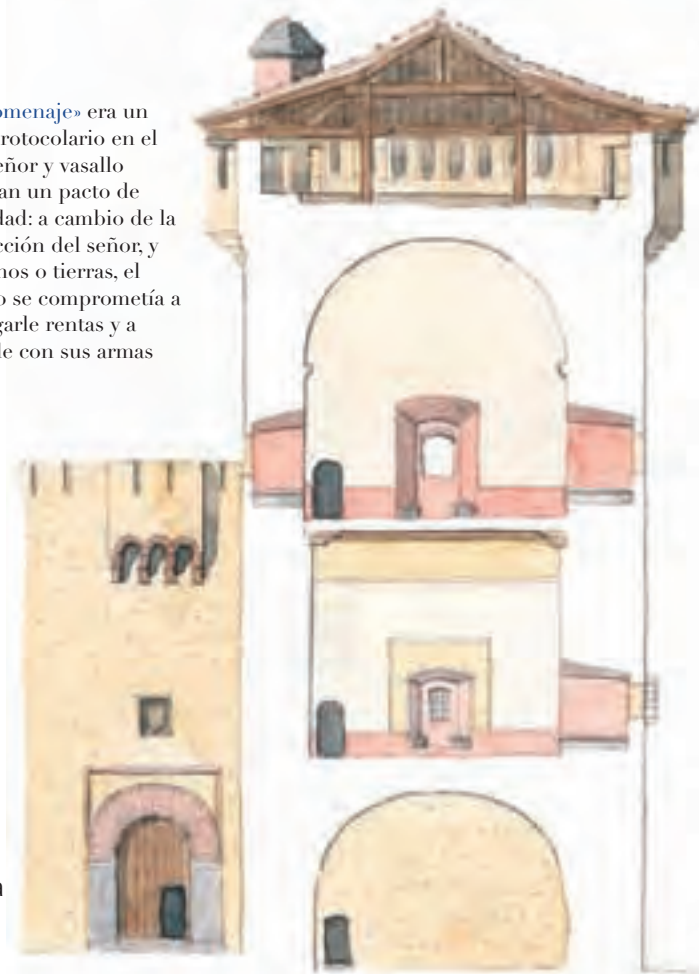 omenaje» era un
rotocolario en el
eñor y vasallo
an un pacto de
dad: a cambio de la
cción del señor, y
nos o tierras, el
o se comprometía a
garle rentas y a
le con sus armas